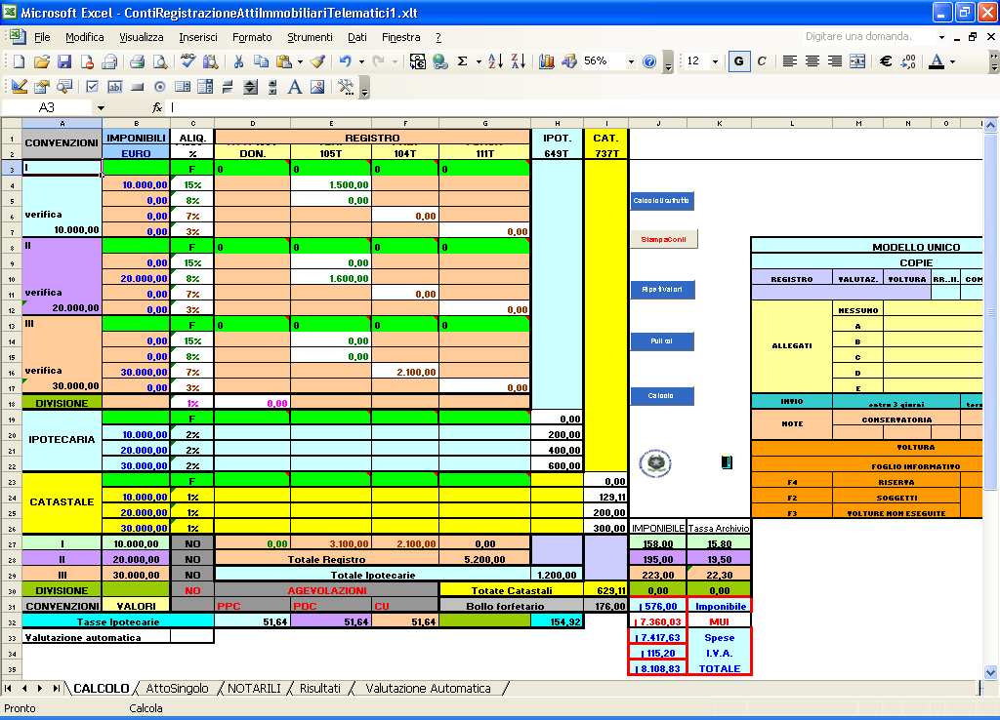 Microsoft Excel - ContiRegistrazioneAttiImmobiliariTelematici1.xlt
File Modifica Visualizza Inserisci Formato Strumenti Dati Finestra ? Digitare una domanda.
56% 12 G C
A3 fx I
A B C D E F G H I J K L M N O
1 CONVENZIONI IMPONIBILI ALIQ. REGISTRO IPOT. CAT.
2 EURO % DON. 105T 104T 111T 649T 737T
3 I F 0 0 0 0
4 10.000,00 15% 1.500,00
5 0,00 8% 0,00
6 verifica 0,00 7% 0,00
7 10.000,00 0,00 3% 0,00
8 II F 0 0 0 0
9 0,00 15% 0,00
10 20.000,00 8% 1.600,00
11 verifica 0,00 7% 0,00
12 20.000,00 0,00 3% 0,00
13 III F 0 0 0 0
14 0,00 15% 0,00
15 0,00 8% 0,00
16 verifica 30.000,00 7% 2.100,00
17 30.000,00 0,00 3% 0,00
18 DIVISIONE 1% 0,00
19 F 0,00
20 IPOTECARIA 10.000,00 2% 200,00
21 20.000,00 2% 400,00
22 30.000,00 2% 600,00
23 F 0,00
24 CATASTALE 10.000,00 1% 129,11
25 20.000,00 1% 200,00
26 30.000,00 1% 300,00 IMPONIBILE Tassa Archivio
27 I 10.000,00 NO 0,00 3.100,00 2.100,00 0,00 158,00 15,80
28 II 20.000,00 NO Totale Registro 5.200,00 195,00 19,50
29 III 30.000,00 NO Totale Ipotecarie 1.200,00 223,00 22,30
30 DIVISIONE NO AGEVOLAZIONI Totate Catastali 629,11 0,00 0,00
31 CONVENZIONI VALORI PPC PDC CU Bollo forfetario 176,00 576,00 Imponibile
32 Tasse Ipotecarie 51,64 51,64 51,64 154,92 7.360,03 MUI
33 Valutazione automatica 7.417,63 Spese
34 115,20 I.V.A.
35 8.108,83 TOTALE
Calcolo Usufrutto
StampaConti
RipetiValori
Calcolo
MODELLO UNICO
COPIE
REGISTRO VALUTAZ. VOLTURA RR..II. COM
NESSUNO
A
ALLEGATI B
C
D
E
INVIO entro 3 giorni
NOTE CONSERVATORIA
VOLTURA
FOGLIO INFORMATIVO
F4 RISERVA
F2 SOGGETTI
F3 VOLTURE NON ESEGUITE
CALCOLO AttoSingolo NOTARILI Risultati Valutazione Automatica
Pronto Calcola